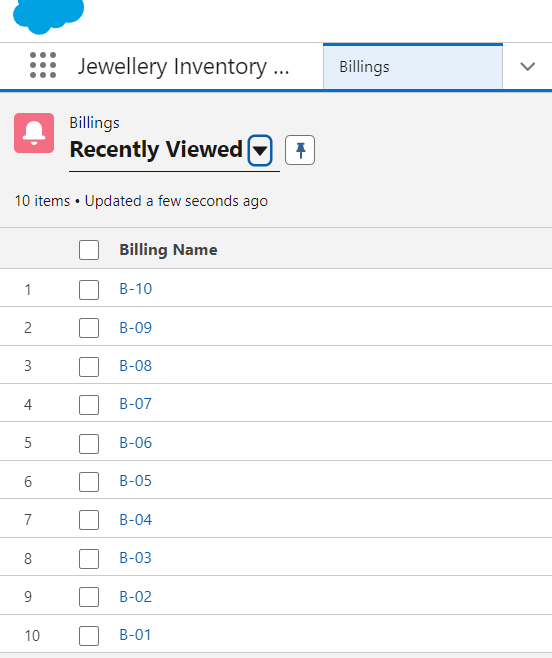 Jewellery Inventory ...
Billings
Billings
Recently Viewed
10 items • Updated a few seconds ago
Billing Name
1 B-10
2 B-09
3 B-08
4 B-07
5 B-06
6 B-05
7 B-04
8 B-03
9 B-02
10 B-01